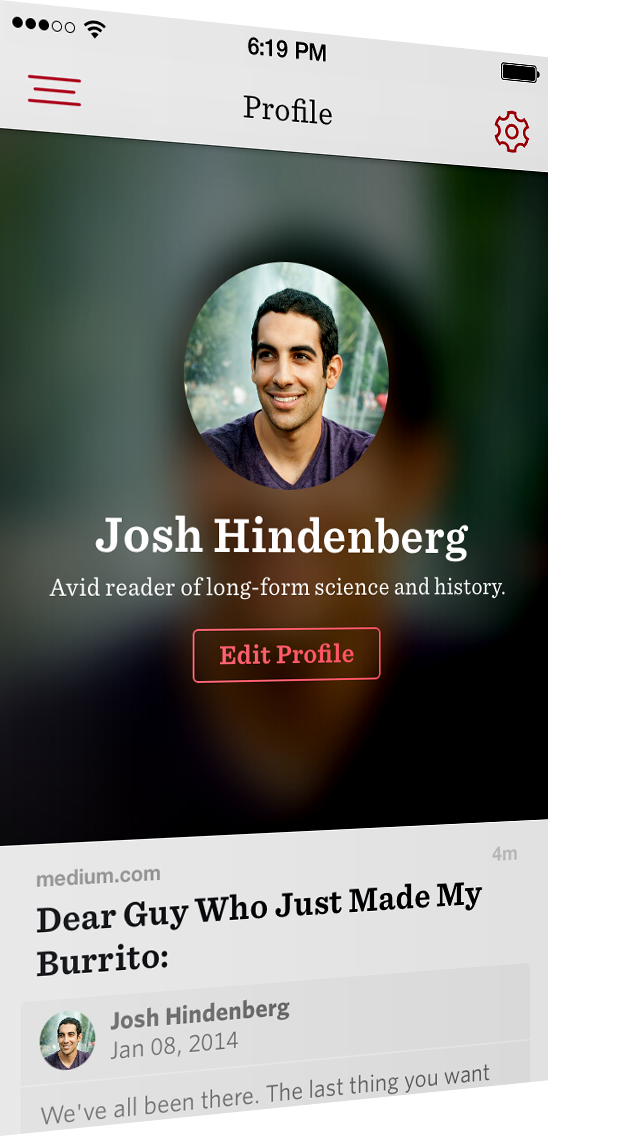 6:19 PM
Profile
Josh Hindenberg
Avid reader of long-form science and history.
Edit Profile
medium.com
4m
Dear Guy Who Just Made My
Burrito:
Josh Hindenberg
Jan 08, 2014
We've all been there. The last thing you want